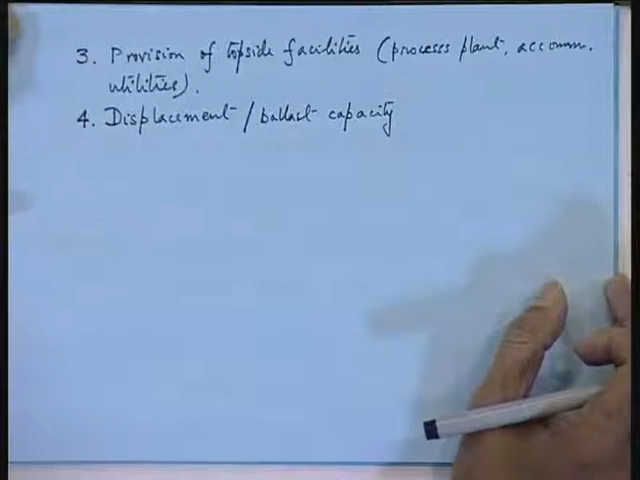 3. Provision of topside facilities (process plant, accomm.
utilities).
4. Displacement / ballast capacity